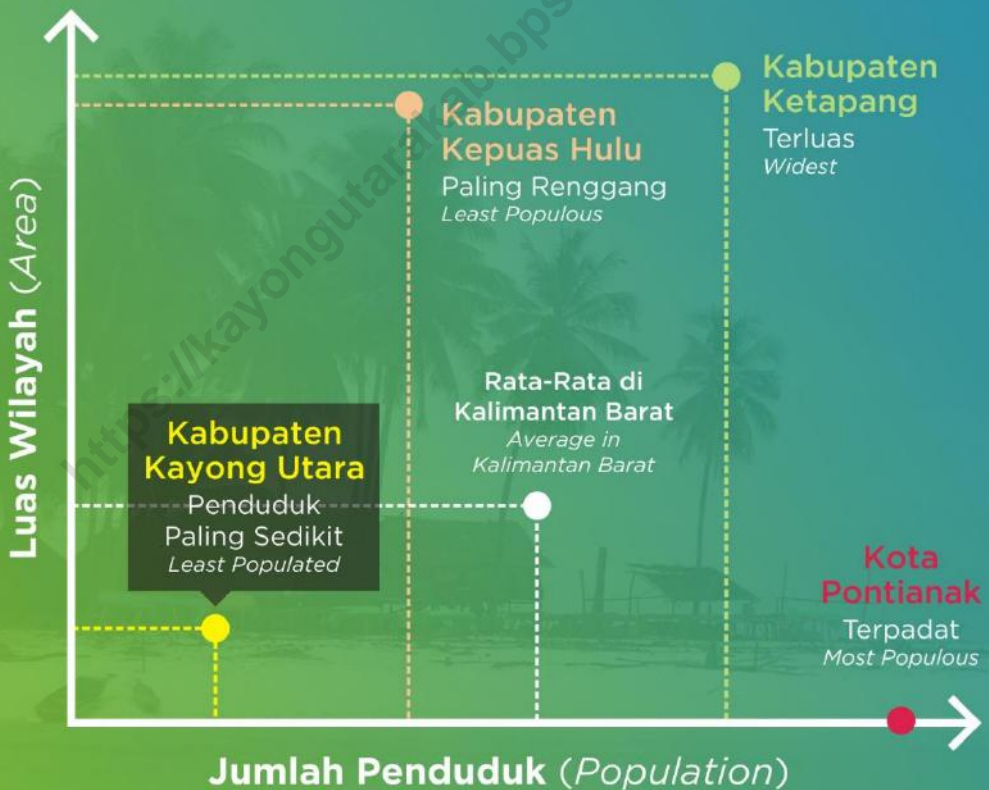 Kabupaten
Ketapang
Terluas
Widest
Kabupaten
Kepuas Hulu
Paling Renggang
Least Populous
Luas Wilayah (Area)
Rata-Rata di
Kalimantan Barat
Average in
Kalimantan Barat
Kabupaten
Kayong Utara
Penduduk
Paling Sedikit
Least Populated
Kota
Pontianak
Terpadat
Most Populous
Jumlah Penduduk (Population)
https://kayongutarakab.bps